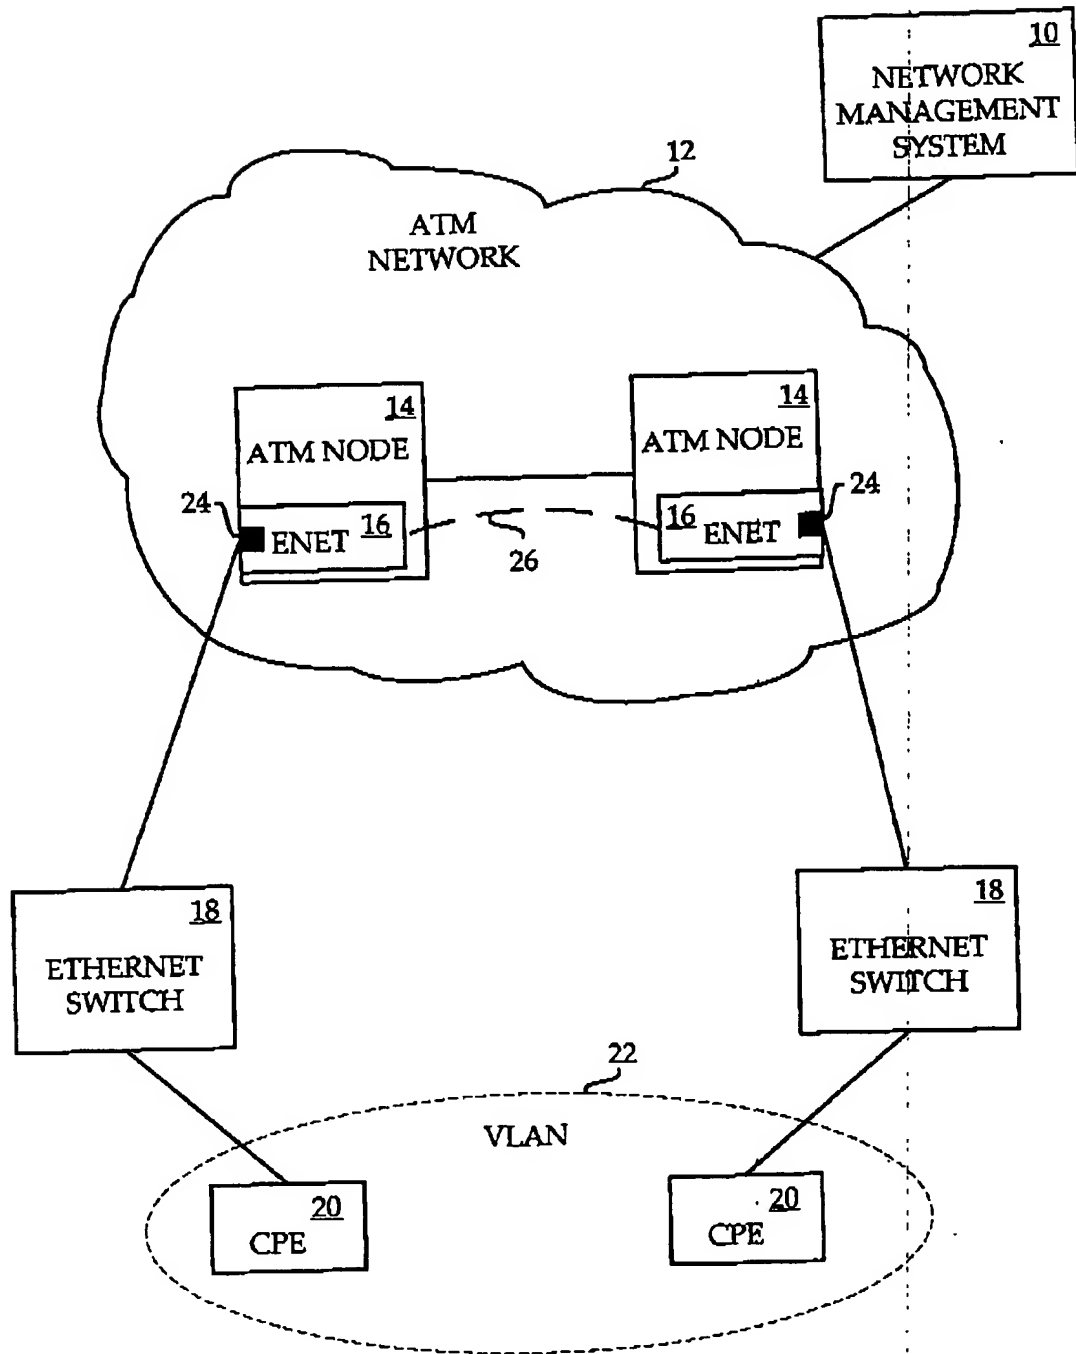 10
NETWORK
MANAGEMENT
SYSTEM
12
ATM
NETWORK
14
ATM NODE
14
ATM NODE
24
ENET 16
26
16 ENET
24
18
ETHERNET
SWITCH
18
ETHERNET
SWITCH
22
VLAN
20
CPE
20
CPE